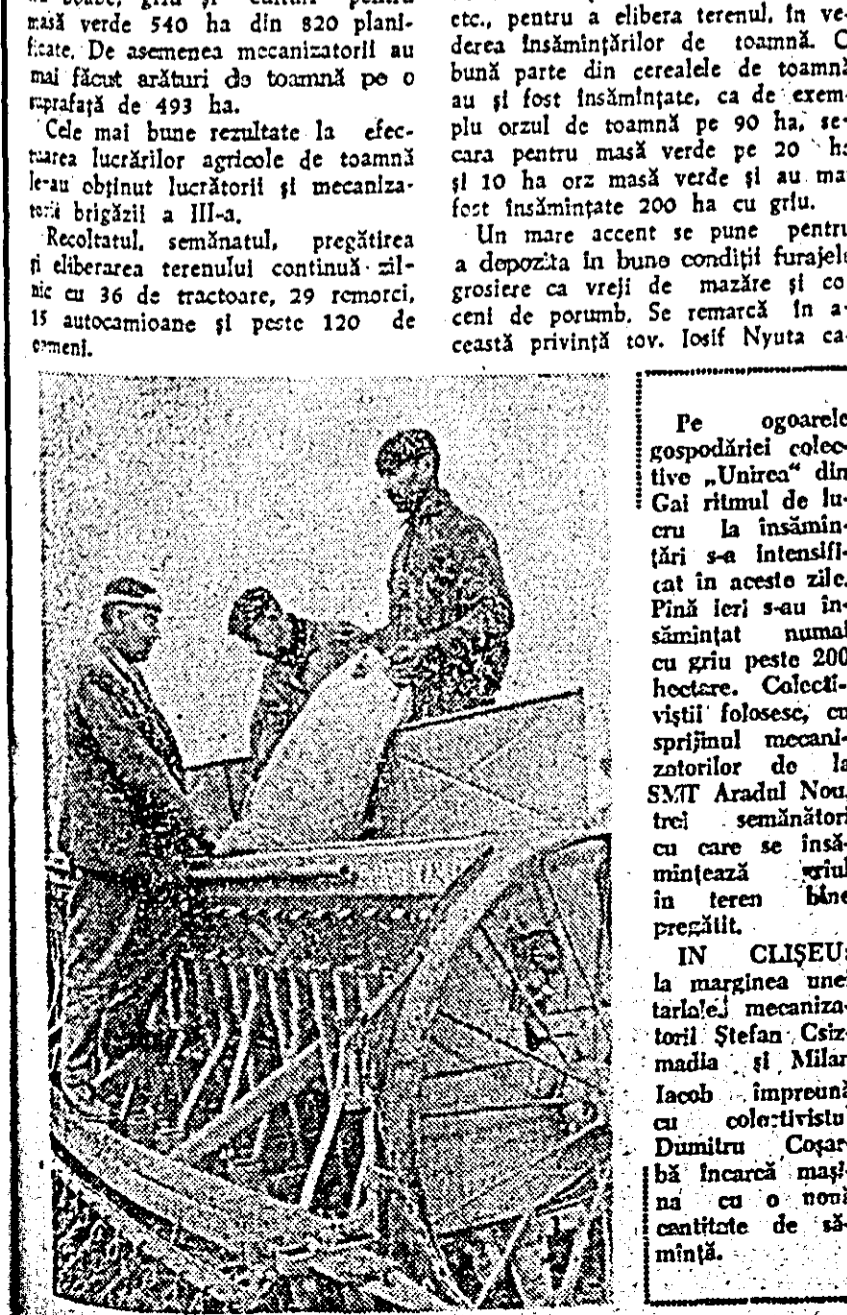 masă verde 540 ha din 820 plani-
ficate. De asemenea mecanizatorii au
mai făcut arături de toamnă pe o
suprafață de 493 ha.
Cele mai bune rezultate la efec-
tuarea lucrărilor agricole de toamnă
le-au obținut lucrătorii și mecaniza-
torii brigăzii a III-a.
Recoltatul, semănatul, pregătirea
și eliberarea terenului continuă zil-
nic cu 36 de tractoare, 29 remorci,
15 autocamioane și peste 120 de
oameni.
etc., pentru a elibera terenul, în ve-
derea însămînțărilor de toamnă. O
bună parte din cerealele de toamnă
au și fost însămînțate, ca de exem-
plu orzul de toamnă pe 90 ha, se-
cara pentru masă verde pe 20 ha
și 10 ha orz masă verde și au mai
fost însămînțate 200 ha cu grîu.
Un mare accent se pune pentru
a depozita în bune condiții furajele
grosiere ca vreji de mazăre și co-
ceni de porumb. Se remarcă în a-
ceastă privință tov. Iosif Nyuta ca-
Pe ogoarele
gospodăriei colec-
tive „Unirea" din
Gai ritmul de lu-
cru la însămîn-
țări s-a intensifi-
cat în aceste zile.
Pînă ieri s-au în-
sămînțat numai
cu grîu peste 200
hectare. Colecti-
viștii folosesc, cu
sprijinul mecani-
zatorilor de la
SMT Aradul Nou,
trei semănători
cu care se însă-
mințează grîul
în teren bine
pregătit.
IN CLIȘEU:
la marginea unei
tarlalei mecaniza-
torii Ștefan Csiz-
madia și Milan
Iacob împreună
cu colectivistul
Dumitru Coșar-
bă încarcă mași-
na cu o nouă
cantitate de să-
mință.